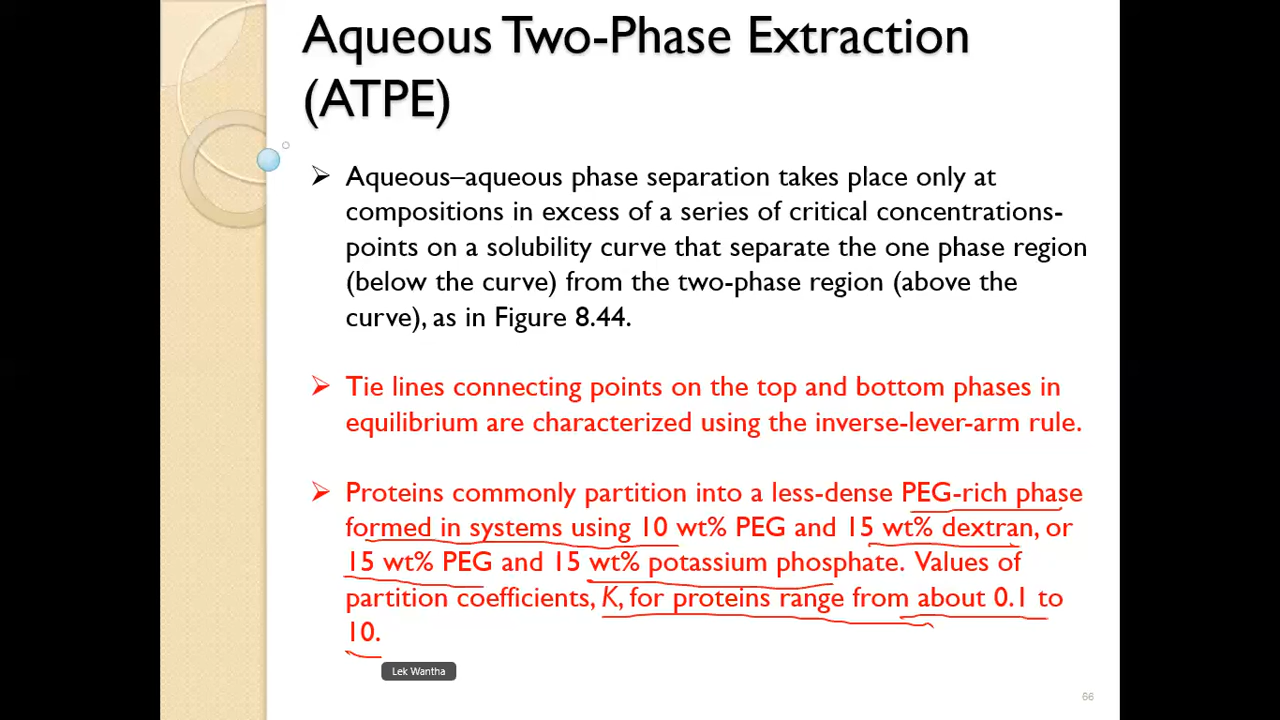 Aqueous Two-Phase Extraction
(ATPE)
Aqueous–aqueous phase separation takes place only at
compositions in excess of a series of critical concentrations-
points on a solubility curve that separate the one phase region
(below the curve) from the two-phase region (above the
curve), as in Figure 8.44.
Tie lines connecting points on the top and bottom phases in
equilibrium are characterized using the inverse-lever-arm rule.
Proteins commonly partition into a less-dense PEG-rich phase
formed in systems using 10 wt% PEG and 15 wt% dextran, or
15 wt% PEG and 15 wt% potassium phosphate. Values of
partition coefficients, K, for proteins range from about 0.1 to
10.
Lek Wantha
66